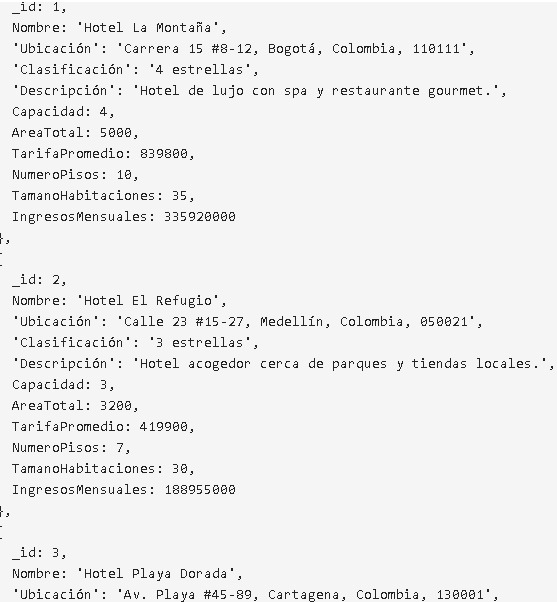 _id: 1,
Nombre: 'Hotel La Montaña',
'Ubicación': 'Carrera 15 #8-12, Bogotá, Colombia, 110111',
'Clasificación': '4 estrellas',
'Descripción': 'Hotel de lujo con spa y restaurante gourmet.',
Capacidad: 4,
AreaTotal: 5000,
TarifaPromedio: 839800,
NumeroPisos: 10,
TamanoHabitaciones: 35,
IngresosMensuales: 335920000
},
{
_id: 2,
Nombre: 'Hotel El Refugio',
'Ubicación': 'Calle 23 #15-27, Medellín, Colombia, 050021',
'Clasificación': '3 estrellas',
'Descripción': 'Hotel acogedor cerca de parques y tiendas locales.',
Capacidad: 3,
AreaTotal: 3200,
TarifaPromedio: 419900,
NumeroPisos: 7,
TamanoHabitaciones: 30,
IngresosMensuales: 188955000
},
{
_id: 3,
Nombre: 'Hotel Playa Dorada',
'Ubicación': 'Av. Playa #45-89, Cartagena, Colombia, 130001',